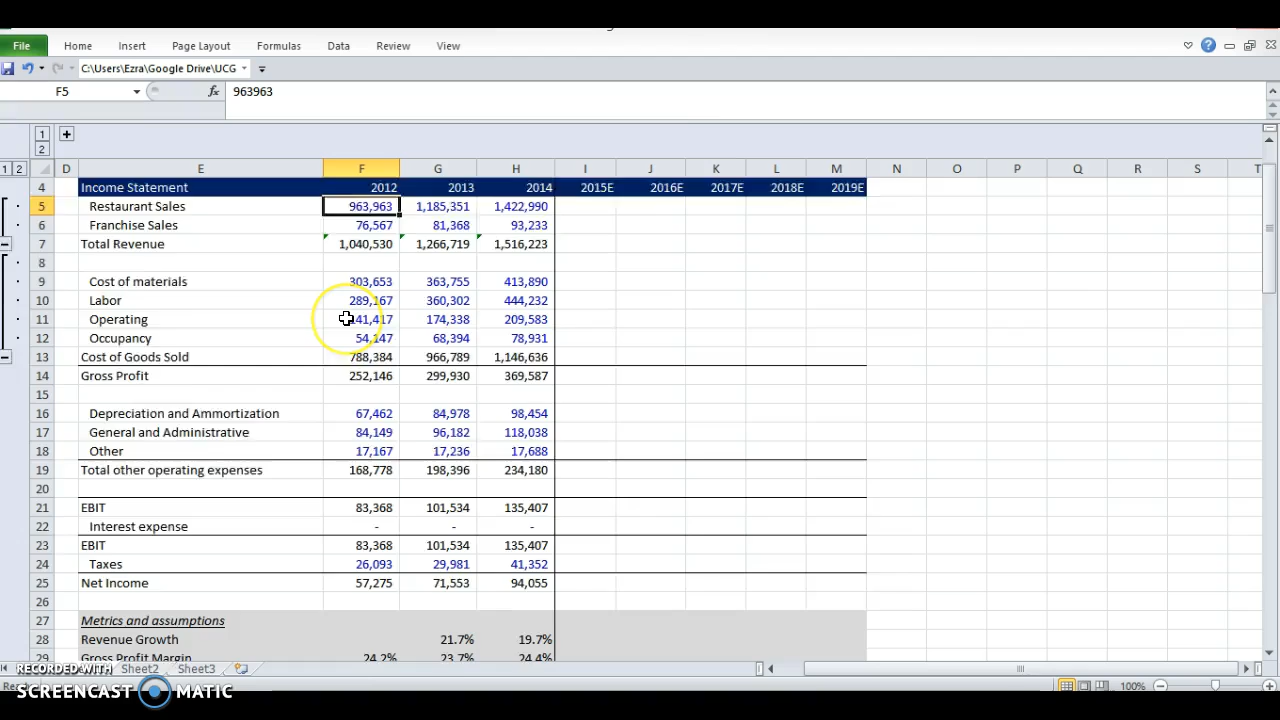 File Home Insert Page Layout Formulas Data Review View
C:\Users\Ezra\Google Drive\UCG
F5 fx 963963
1
2
D E F G H I J K L M N O P Q R S T
1 2
4 Income Statement 2012 2013 2014 2015E 2016E 2017E 2018E 2019E
5 Restaurant Sales 963,963 1,185,351 1,422,990
6 Franchise Sales 76,567 81,368 93,233
7 Total Revenue 1,040,530 1,266,719 1,516,223
8
9 Cost of materials 303,653 363,755 413,890
10 Labor 289,167 360,302 444,232
11 Operating 141,417 174,338 209,583
12 Occupancy 54,147 68,394 78,931
13 Cost of Goods Sold 788,384 966,789 1,146,636
14 Gross Profit 252,146 299,930 369,587
15
16 Depreciation and Ammortization 67,462 84,978 98,454
17 General and Administrative 84,149 96,182 118,038
18 Other 17,167 17,236 17,688
19 Total other operating expenses 168,778 198,396 234,180
20
21 EBIT 83,368 101,534 135,407
22 Interest expense - - -
23 EBIT 83,368 101,534 135,407
24 Taxes 26,093 29,981 41,352
25 Net Income 57,275 71,553 94,055
26
27 Metrics and assumptions
28 Revenue Growth 21.7% 19.7%
29 Gross Profit Margin 24.2% 23.7% 24.4%
RECORDED WITH Sheet2 Sheet3
SCREENCAST MATIC 100%